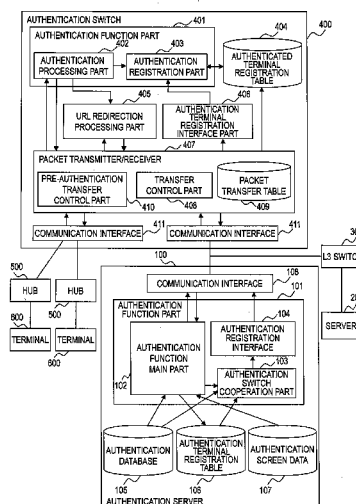 AUTHENTICATION SWITCH
400
AUTHENTICATION FUNCTION PART
401
402
403
404
AUTHENTICATION PROCESSING PART
AUTHENTICATION REGISTRATION PART
AUTHENTICATED TERMINAL REGISTRATION TABLE
405
406
URL REDIRECTION PROCESSING PART
AUTHENTICATION TERMINAL REGISTRATION INTERFACE PART
407
PACKET TRANSMITTER/RECEIVER
PRE-AUTHENTICATION TRANSFER CONTROL PART
410
TRANSFER CONTROL PART
408
PACKET TRANSFER TABLE
409
COMMUNICATION INTERFACE
411
COMMUNICATION INTERFACE
411
L3 SWITC
500
HUB
HUB
500
600
TERMINAL
TERMINAL
600
SERVER
100
COMMUNICATION INTERFACE
108
101
AUTHENTICATION FUNCTION PART
104
AUTHENTICATION FUNCTION MAIN PART
102
AUTHENTICATION REGISTRATION INTERFACE
103
AUTHENTICATION SWITCH COOPERATION PART
AUTHENTICATION DATABASE
105
AUTHENTICATION TERMINAL REGISTRATION TABLE
106
AUTHENTICATION SCREEN DATA
107
AUTHENTICATION SERVER